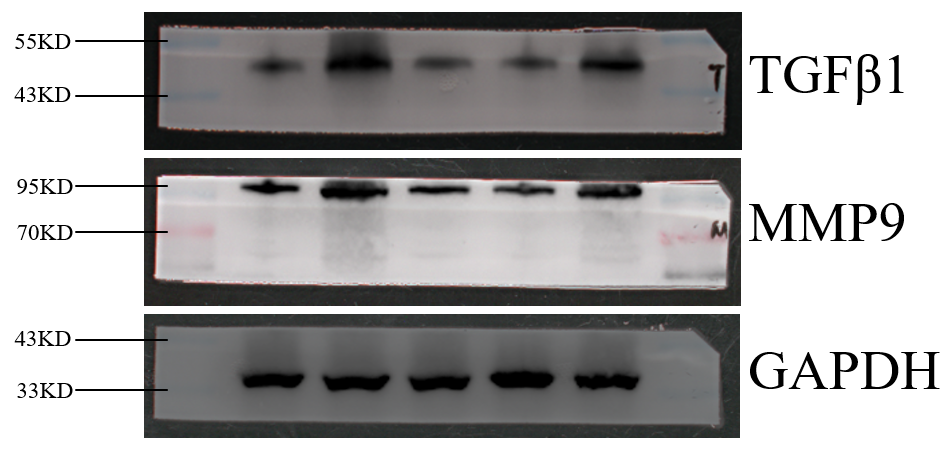 55KD
43KD
T
TGFβ1
95KD
70KD
M
MMP9
43KD
33KD
GAPDH